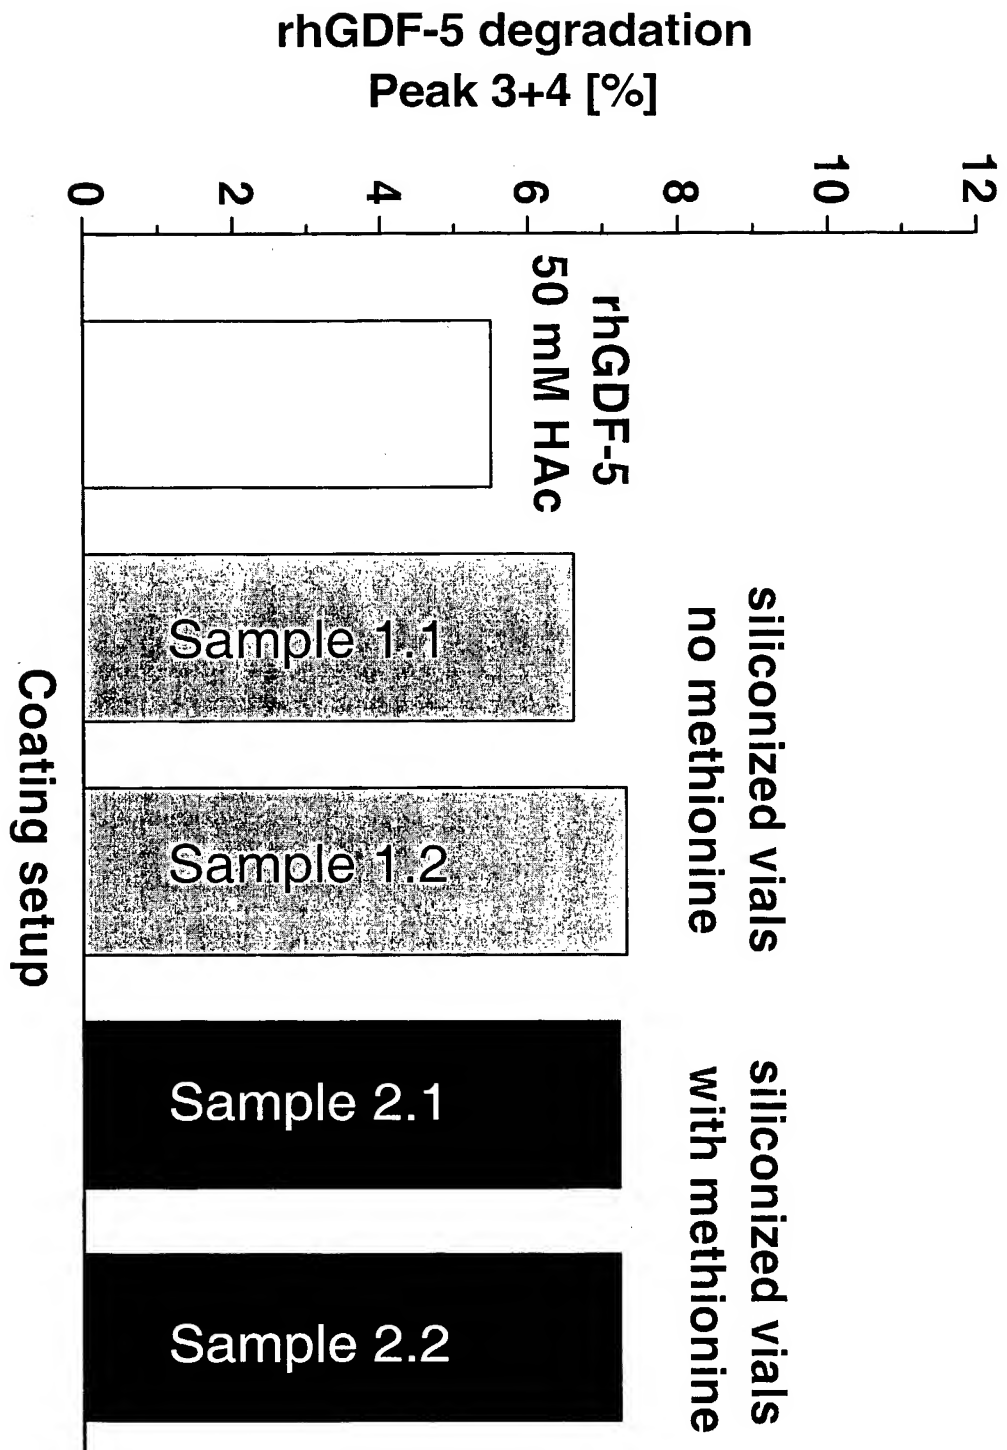 rhGDF-5 degradation
Peak 3+4 [%]
12
10
8
6
4
2
0
rhGDF-5
50 mM HAc
siliconized vials
no methionine
siliconized vials
with methionine
Sample 1.1
Sample 1.2
Sample 2.1
Sample 2.2
Coating setup